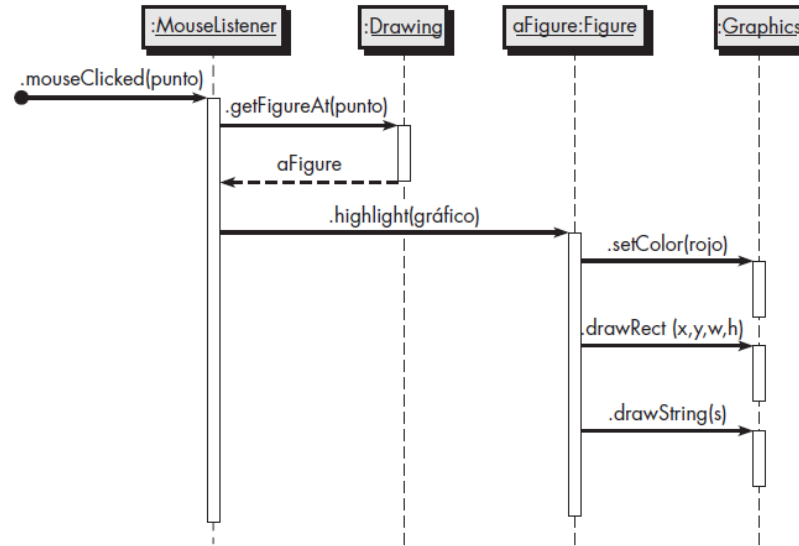 :MouseListener
:Drawing
aFigure:Figure
:Graphics
.mouseClicked(punto)
.getFigureAt(punto)
aFigure
.highlight(gráfico)
.setColor(rojo)
.drawRect (x,y,w,h)
.drawString(s)